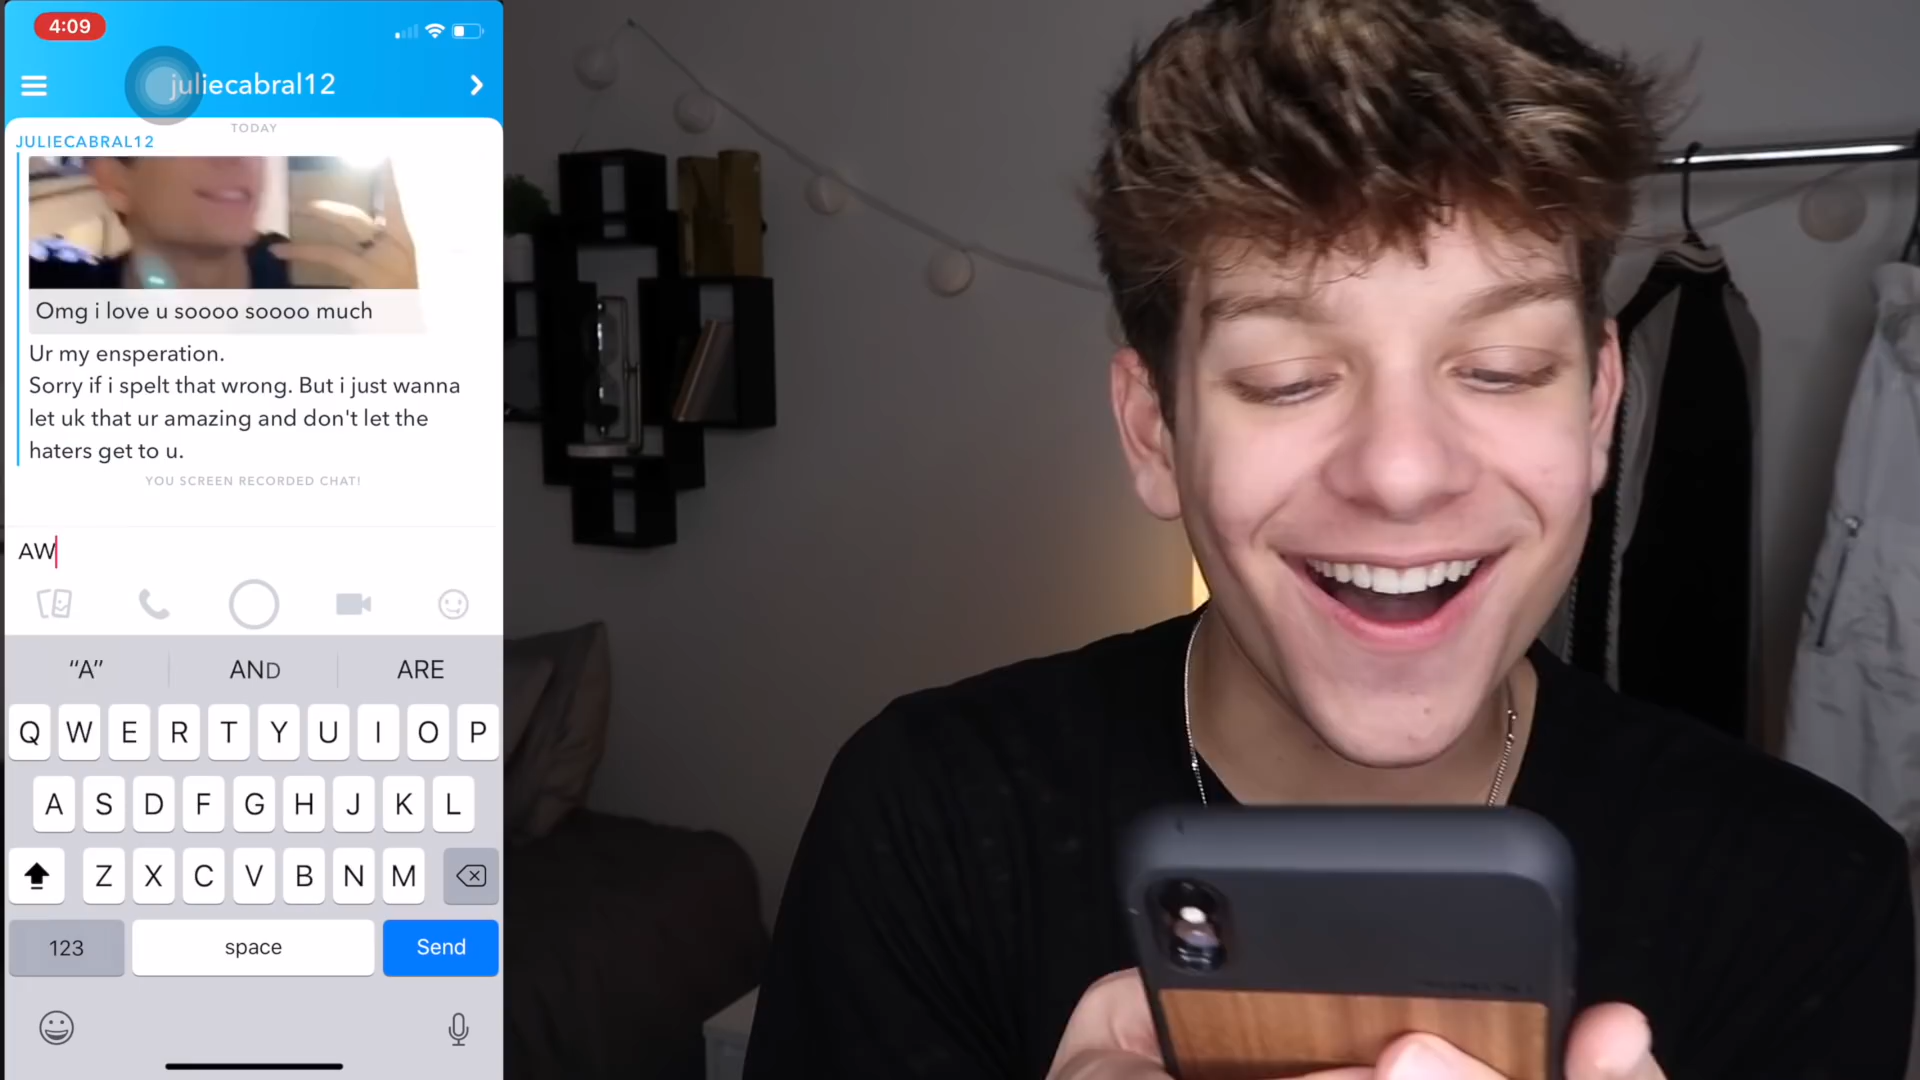 4:09
juliecabral12
TODAY
JULIECABRAL12
Omg i love u soooo soooo much
Ur my ensperation.
Sorry if i spelt that wrong. But i just wanna
let uk that ur amazing and don't let the
haters get to u.
YOU SCREEN RECORDED CHAT!
AW
“A” AND ARE
Q W E R T Y U I O P
A S D F G H J K L
Z X C V B N M
123 space Send